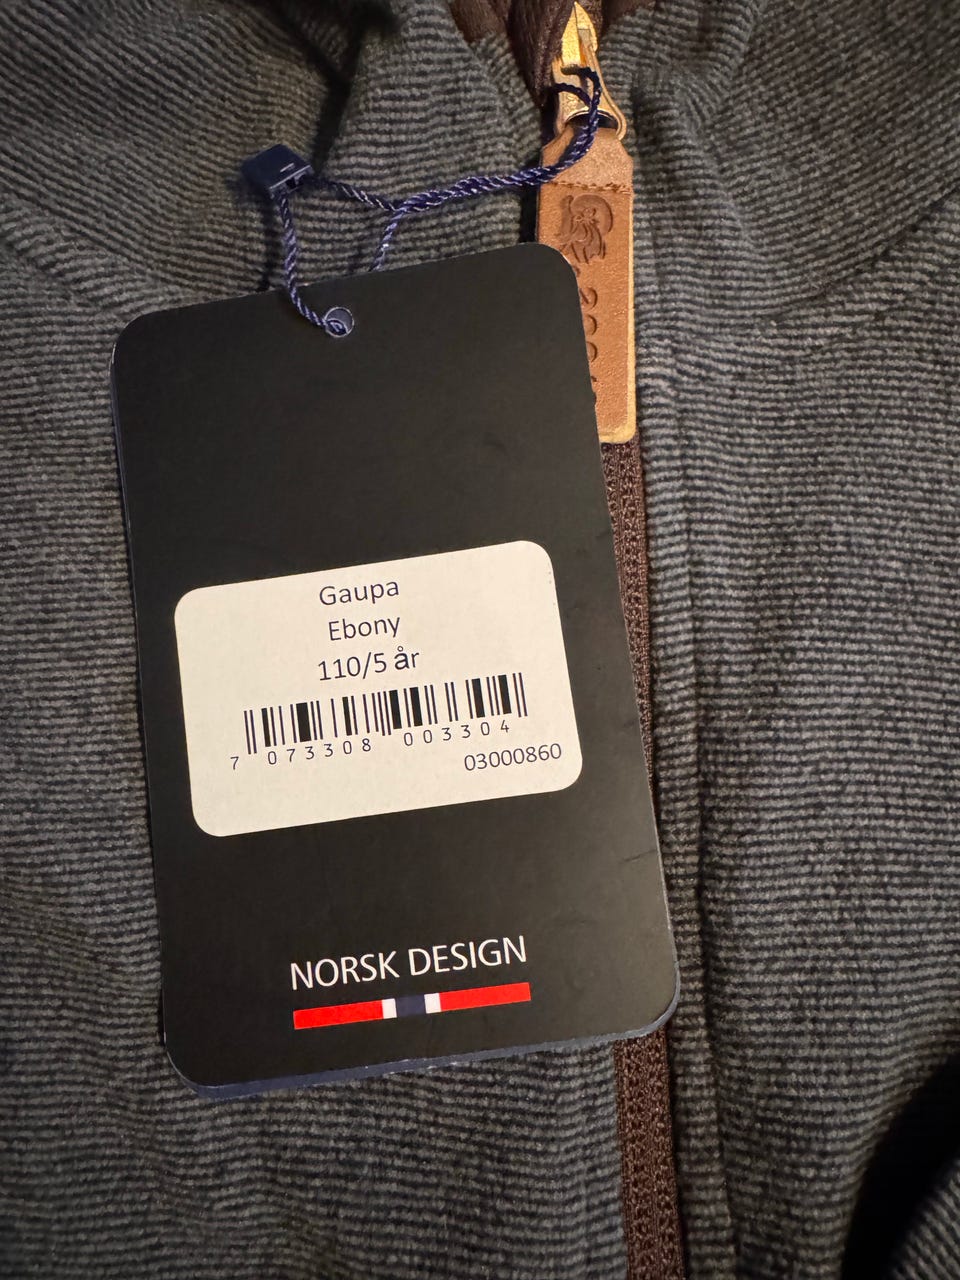 Gaupa
Ebony
110/5 år
7 073308 003304
03000860
NORSK DESIGN